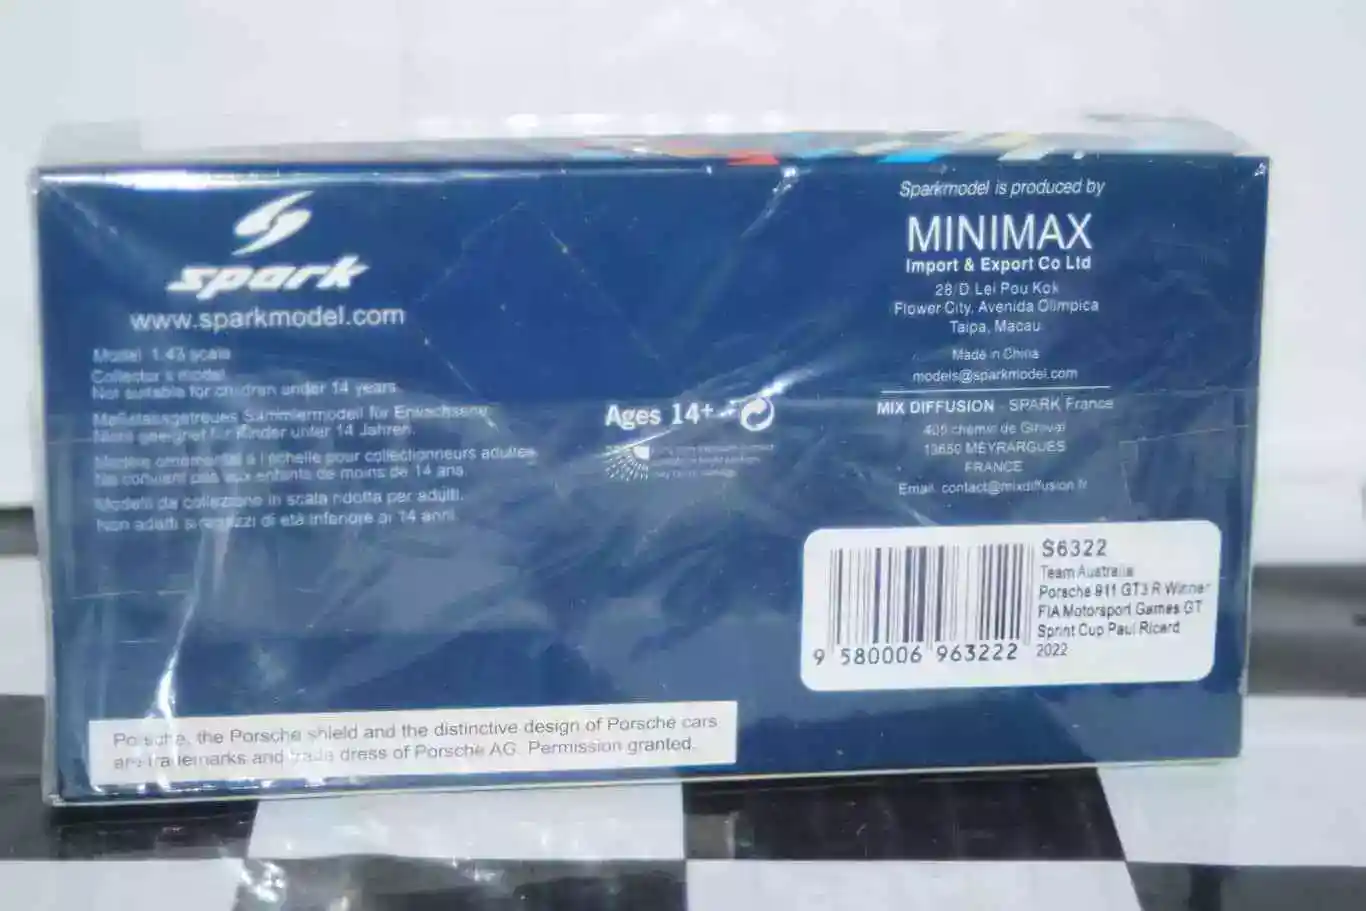 spark
www.sparkmodel.com
Model 1:43 scale
Collector's model
Not suitable for children under 14 years.
Maßstabsgetreues Sammlermodell für Erwachsene.
Nicht geeignet für Kinder unter 14 Jahren.
Modèle ornemental à l'échelle pour collectionneurs adultes
Ne convient pas aux enfants de moins de 14 ans.
Modelli da collezione in scala ridotta per adulti.
Non adatti a ragazzi di età inferiore ai 14 anni.
Ages 14+
Sparkmodel is produced by
MINIMAX
Import & Export Co Ltd
28/D Lei Pou Kok
Flower City, Avenida Olimpica
Taipa, Macau
Made in China
models@sparkmodel.com
MIX DIFFUSION - SPARK France
chemin de
13650 MEYRARGUES
FRANCE
Email. contact@mixdiffusion.fr
S6322
Team Australia
Porsche 911 GT3 R Winner
FIA Motorsport Games GT
Sprint Cup Paul Ricard
2022
9 580006 963222
Porsche, the Porsche shield and the distinctive design of Porsche cars
are trademarks and trade dress of Porsche AG. Permission granted.